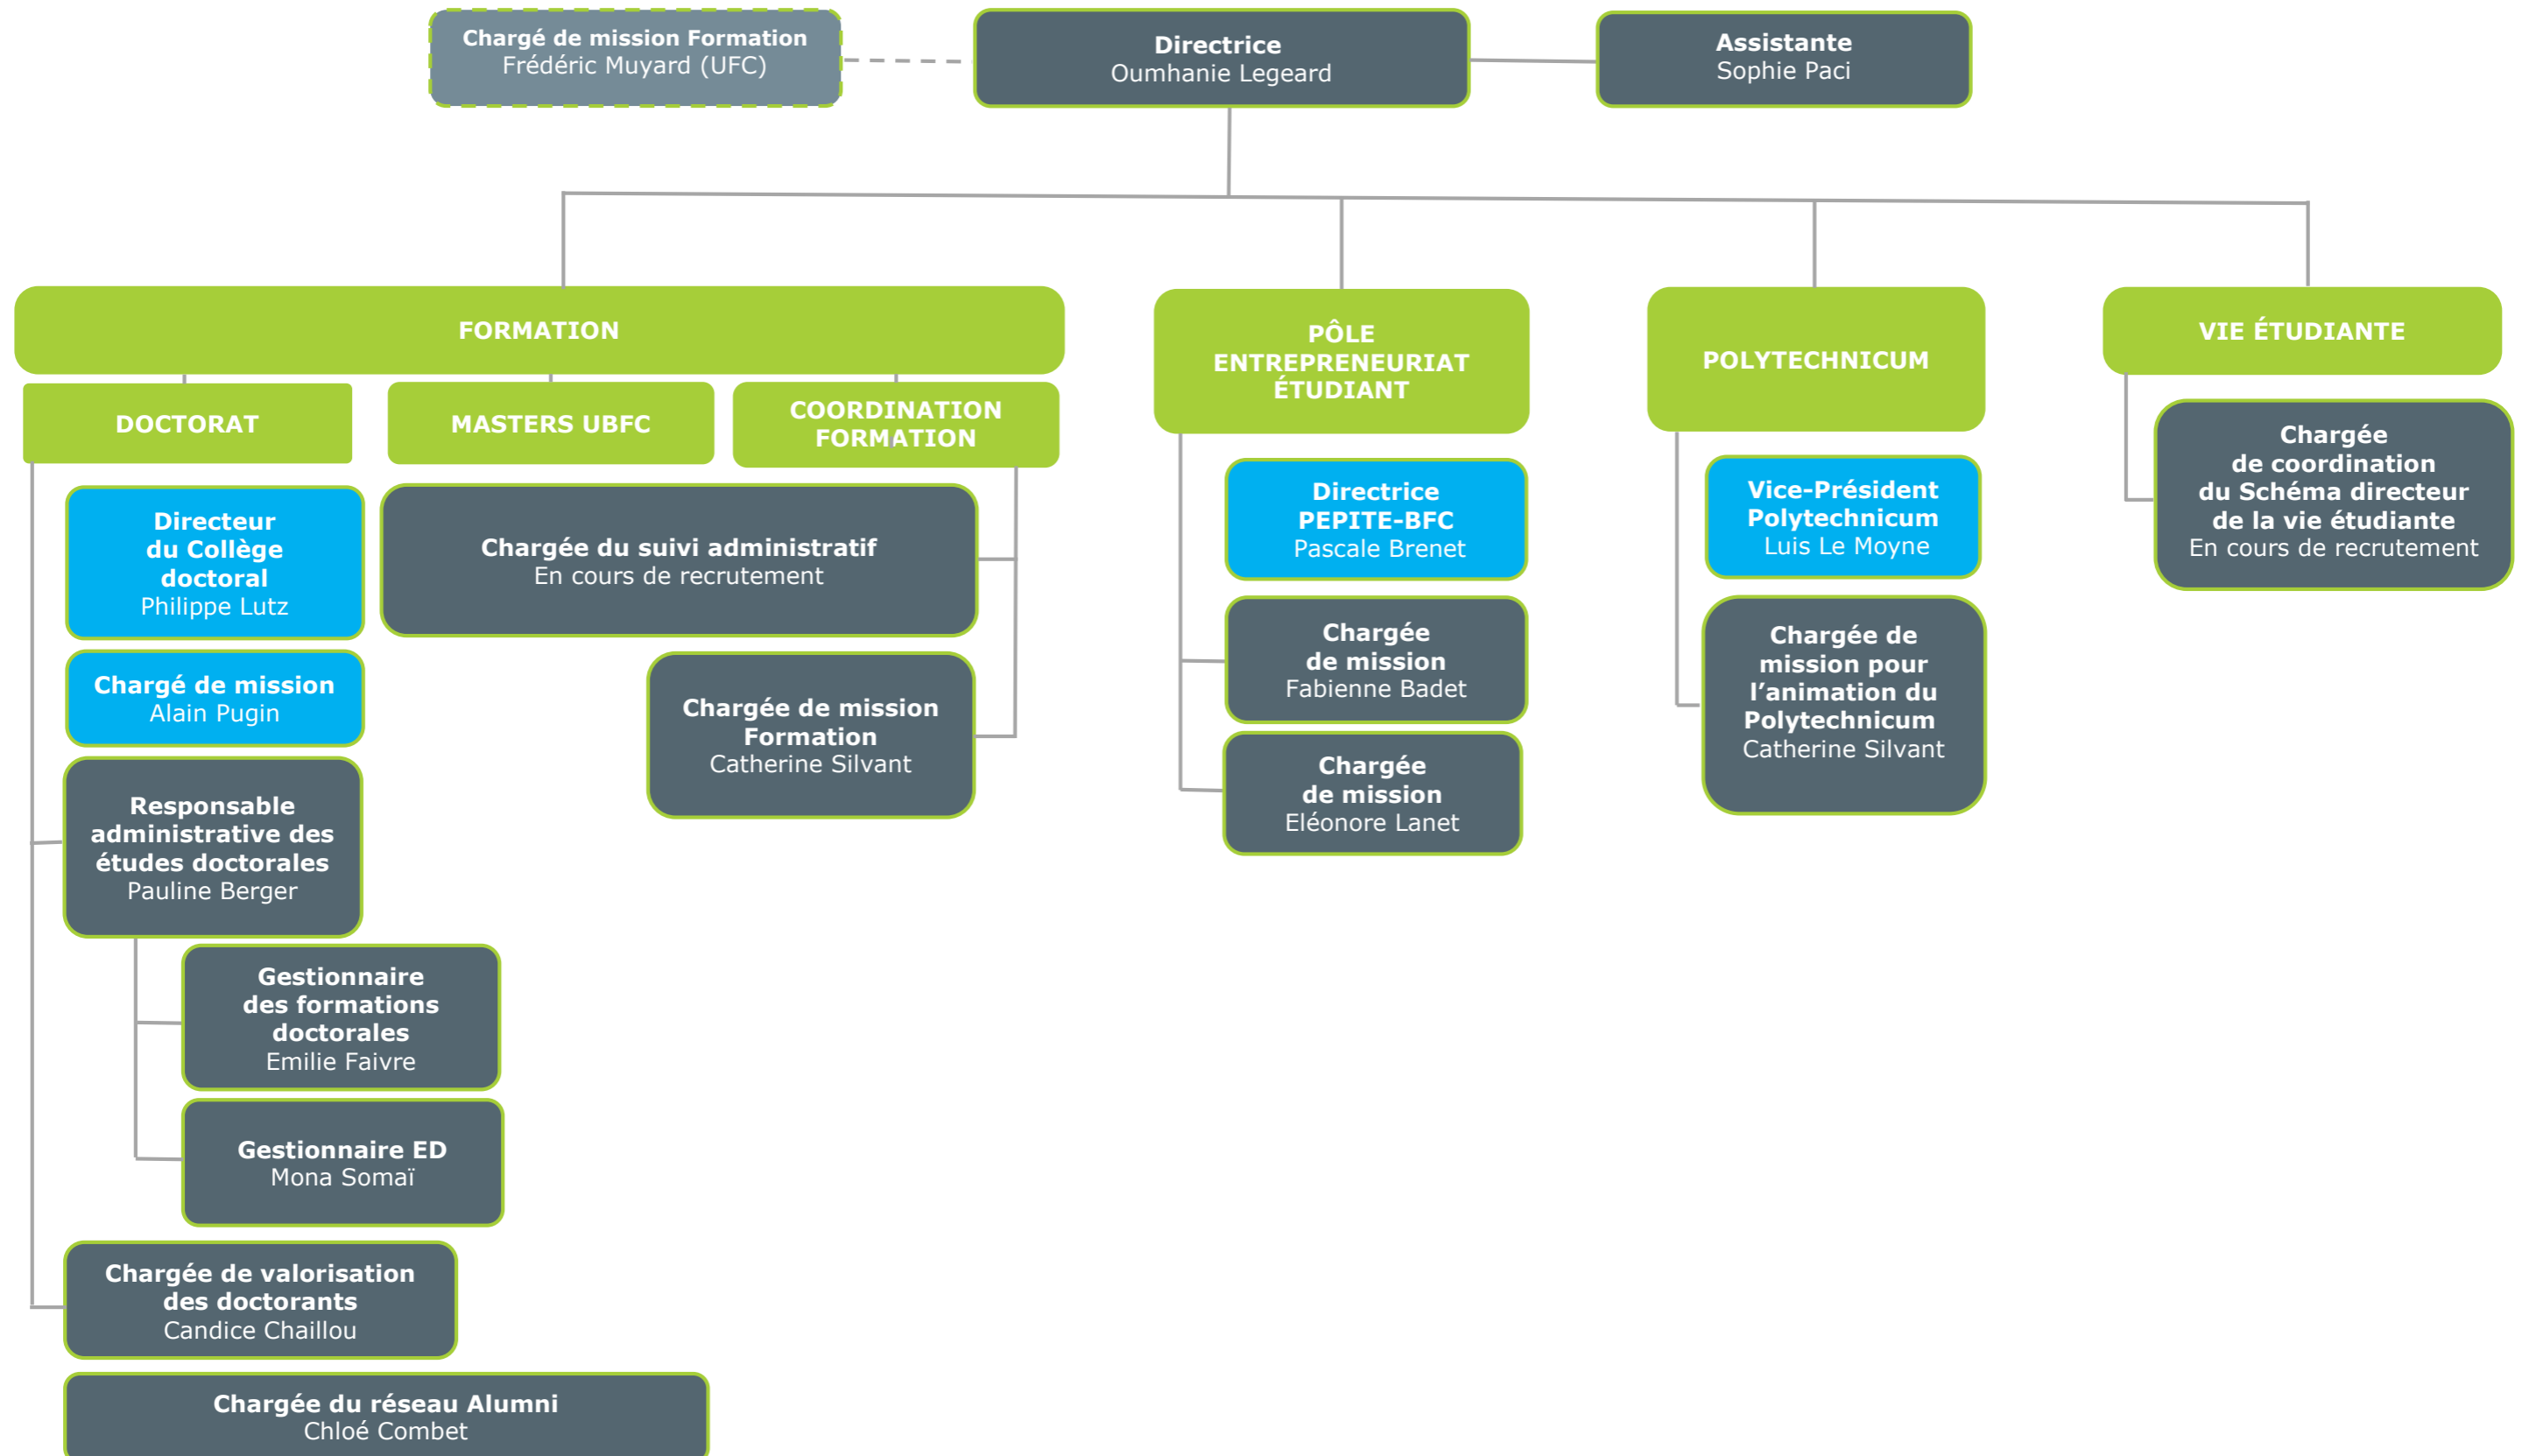 Chargé de mission Formation
Frédéric Muyard (UFC)
Directrice
Oumhanie Legeard
Assistante
Sophie Paci
FORMATION
DOCTORAT
Directeur
du Collège
doctoral
Philippe Lutz
Chargé de mission
Alain Pugin
Responsable
administrative des
études doctorales
Pauline Berger
Gestionnaire
des formations
doctorales
Emilie Faivre
Gestionnaire ED
Mona Somaï
Chargée de valorisation
des doctorants
Candice Chaillou
Chargée du réseau Alumni
Chloé Combet
MASTERS UBFC
COORDINATION
FORMATION
Chargée du suivi administratif
En cours de recrutement
Chargée de mission
Formation
Catherine Silvant
PÔLE
ENTREPRENEURIAT
ÉTUDIANT
Directrice
PEPITE-BFC
Pascale Brenet
Chargée
de mission
Fabienne Badet
Chargée
de mission
Eléonore Lanet
POLYTECHNICUM
Vice-Président
Polytechnicum
Luis Le Moyne
Chargée de
mission pour
l’animation du
Polytechnicum
Catherine Silvant
VIE ÉTUDIANTE
Chargée
de coordination
du Schéma directeur
de la vie étudiante
En cours de recrutement